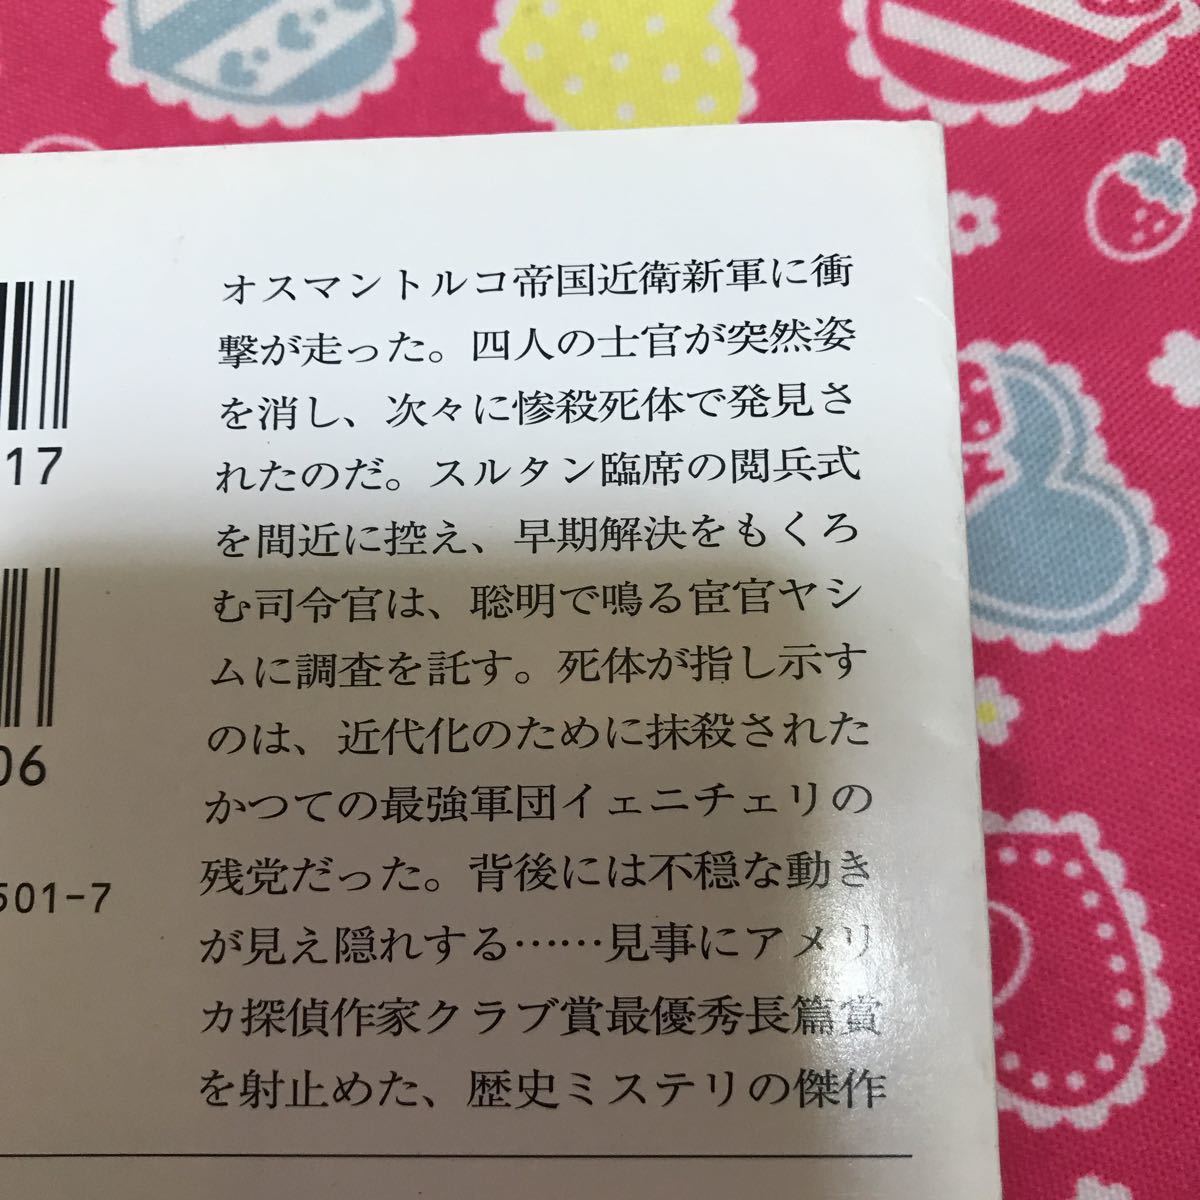 オスマントルコ帝国近衛新軍に衝
撃が走った。四人の士官が突然姿
を消し、次々に惨殺死体で発見さ
れたのだ。スルタン臨席の閲兵式
を間近に控え、早期解決をもくろ
む司令官は、聡明で鳴る宦官ヤシ
ムに調査を託す。死体が指し示す
のは、近代化のために抹殺された
かつての最強軍団イェニチェリの
残党だった。背後には不穏な動き
が見え隠れする……見事にアメリ
カ探偵作家クラブ賞最優秀長篇賞
を射止めた、歴史ミステリの傑作
17
06
501-7